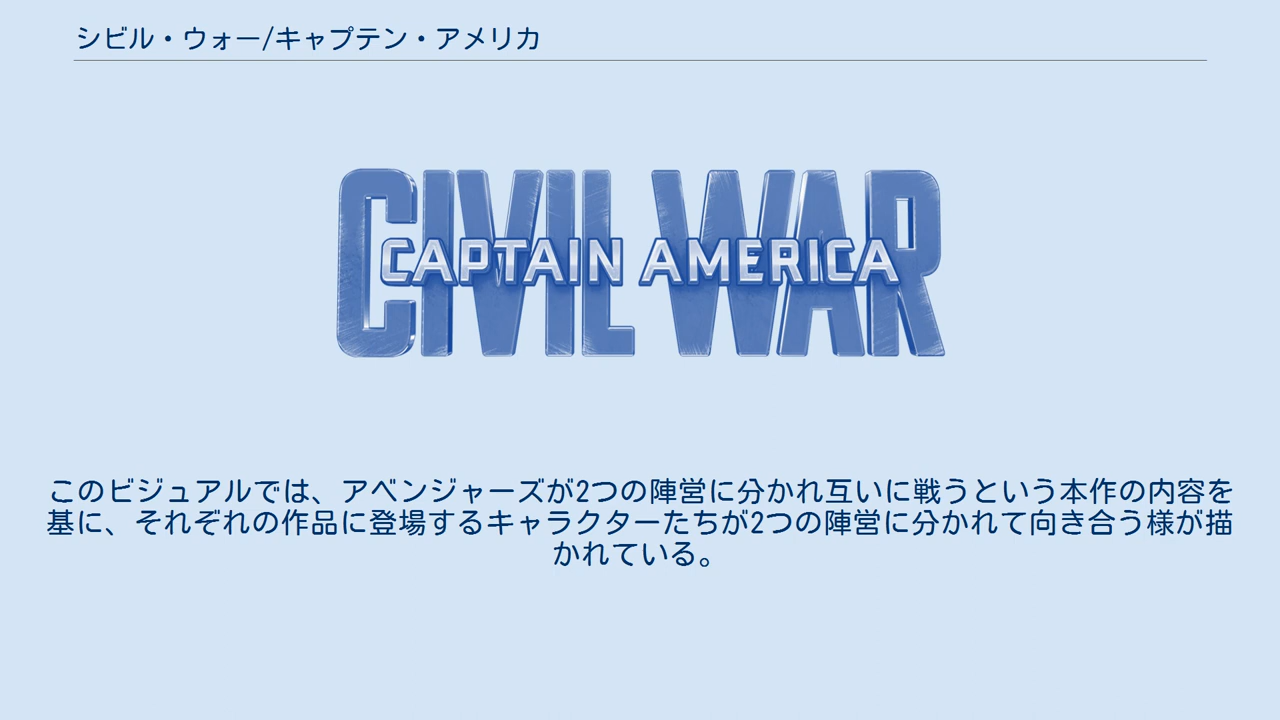 シビル・ウォー/キャプテン・アメリカ
CIVIL WAR
CAPTAIN AMERICA
このビジュアルでは、アベンジャーズが2つの陣営に分かれ互いに戦うという本作の内容を
基に、それぞれの作品に登場するキャラクターたちが2つの陣営に分かれて向き合う様が描
かれている。